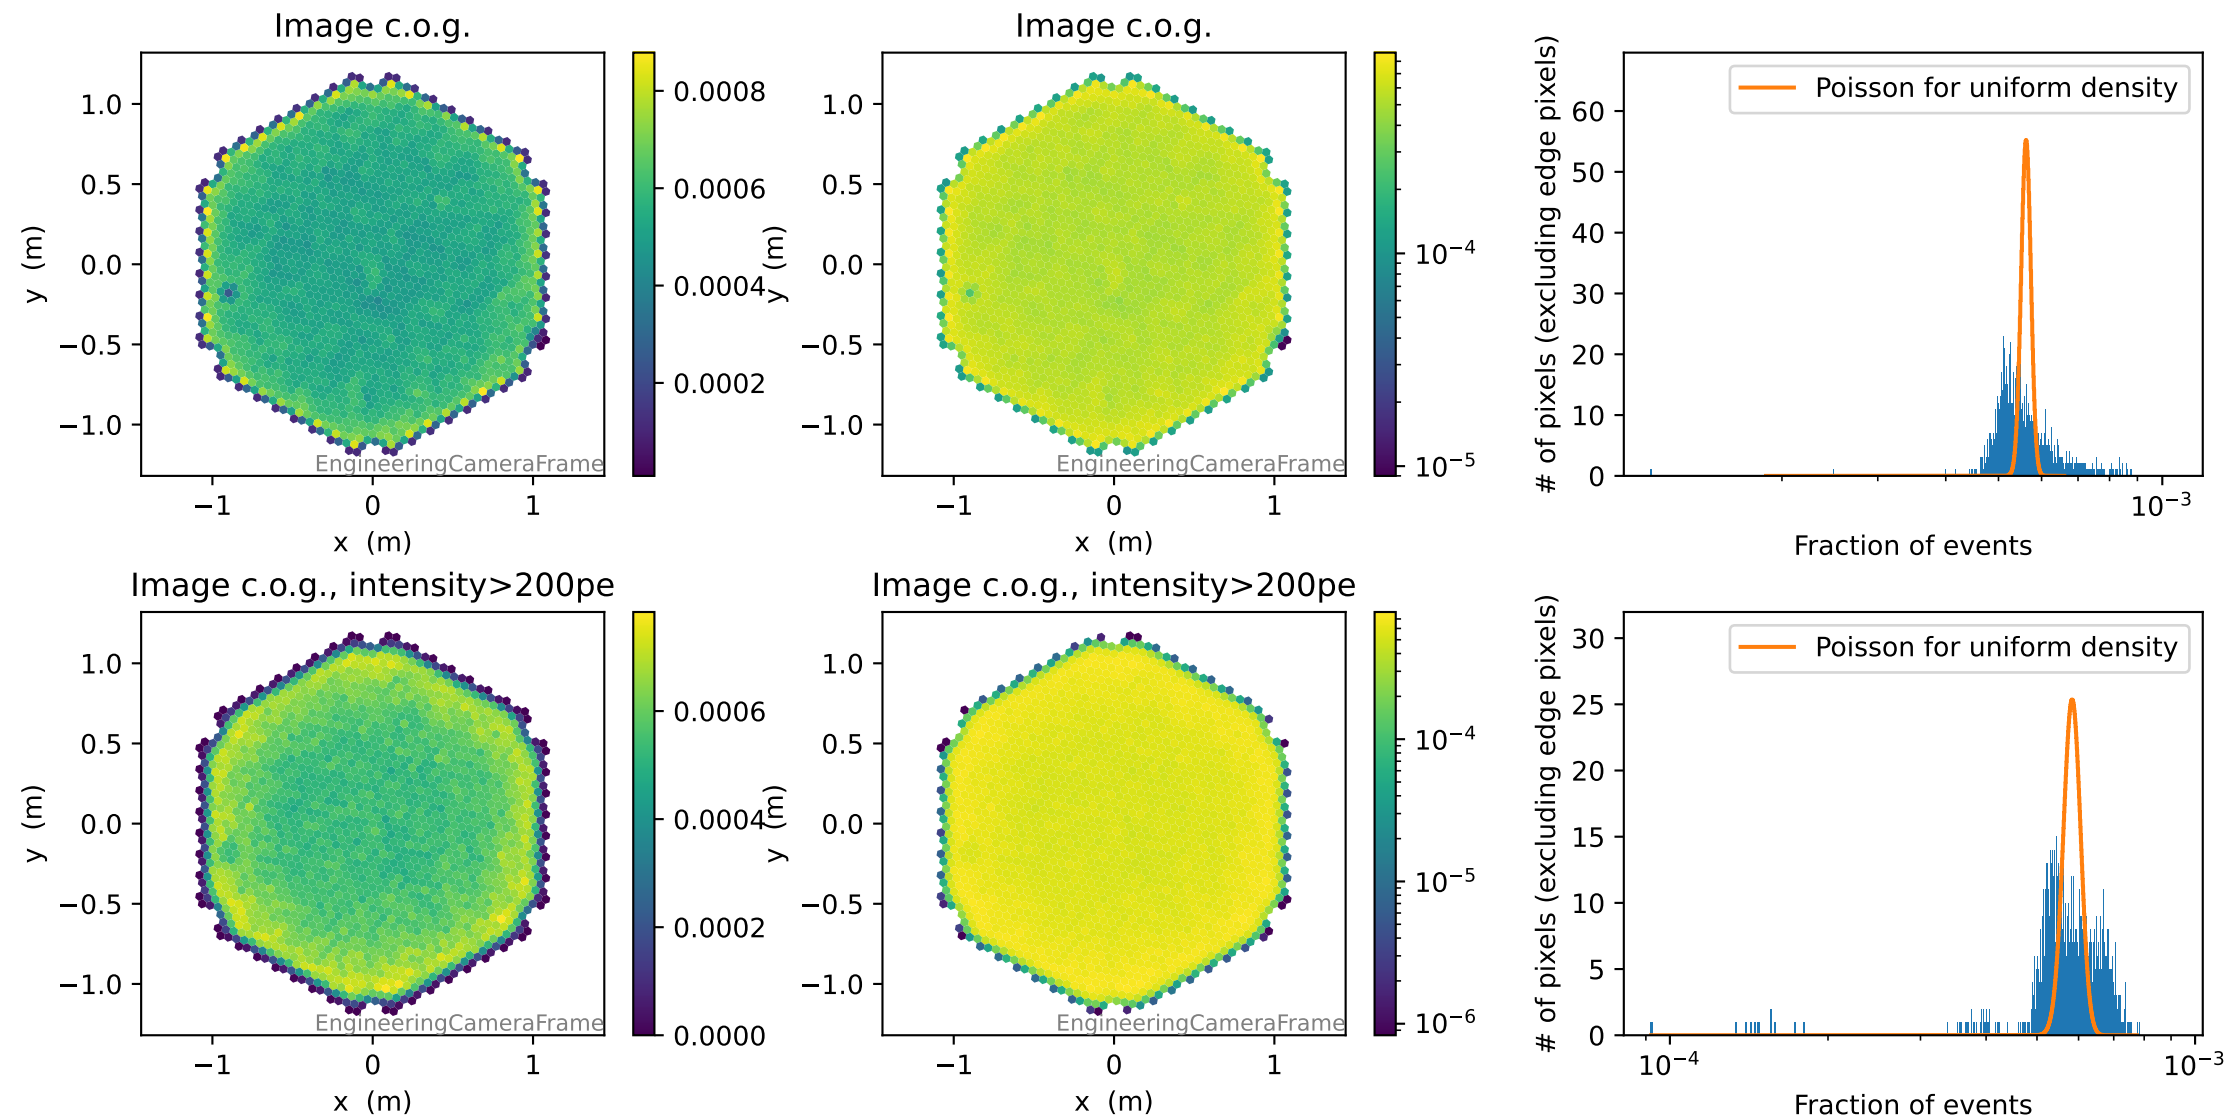 Image c.o.g.
1.0
0.5
0.0
−0.5
−1.0
y (m)
−1 0 1
x (m)
EngineeringCameraFrame
0.0008
0.0006
0.0004
0.0002
Image c.o.g.
1.0
0.5
0.0
−0.5
−1.0
y (m)
−1 0 1
x (m)
EngineeringCameraFrame
10⁻⁴
10⁻⁵
# of pixels (excluding edge pixels)
60
50
40
30
20
10
0
Poisson for uniform density
10⁻³
Fraction of events
Image c.o.g., intensity>200pe
1.0
0.5
0.0
−0.5
−1.0
y (m)
−1 0 1
x (m)
EngineeringCameraFrame
0.0006
0.0004
0.0002
0.0000
Image c.o.g., intensity>200pe
1.0
0.5
0.0
−0.5
−1.0
y (m)
−1 0 1
x (m)
EngineeringCameraFrame
10⁻⁴
10⁻⁵
10⁻⁶
# of pixels (excluding edge pixels)
30
25
20
15
10
5
0
Poisson for uniform density
10⁻⁴ 10⁻³
Fraction of events